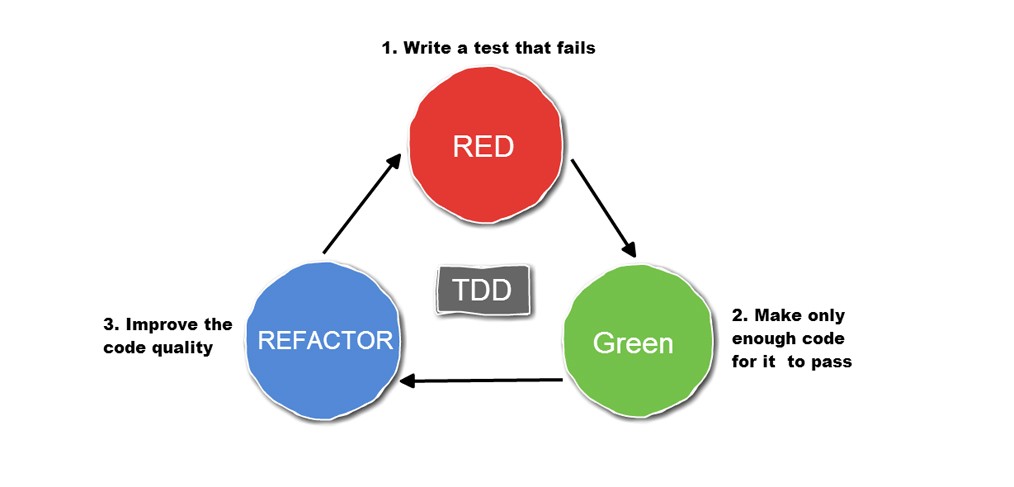 1. Write a test that fails
RED
TDD
Green
2. Make only
enough code
for it  to pass
REFACTOR
3. Improve the
code quality